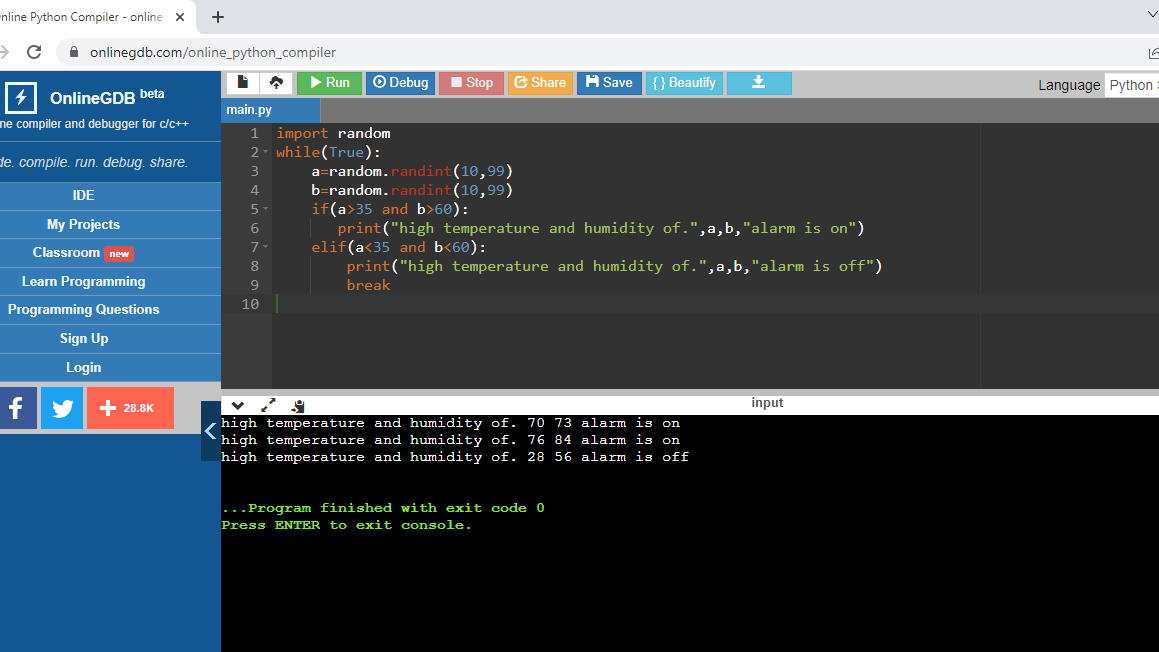 nline Python Compiler - online
onlinegdb.com/online_python_compiler
OnlineGDB beta
ne compiler and debugger for c/c++
de. compile. run. debug. share.
IDE
My Projects
Classroom new
Learn Programming
Programming Questions
Sign Up
Login
28.8K
Run Debug Stop Share Save { } Beautify
Language Python 3
main.py
1 import random
2 while(True):
3     a=random.randint(10,99)
4     b=random.randint(10,99)
5     if(a>35 and b>60):
6        print("high temperature and humidity of.",a,b,"alarm is on")
7     elif(a<35 and b<60):
8         print("high temperature and humidity of.",a,b,"alarm is off")
9         break
10
input
high temperature and humidity of. 70 73 alarm is on
high temperature and humidity of. 76 84 alarm is on
high temperature and humidity of. 28 56 alarm is off
...Program finished with exit code 0
Press ENTER to exit console.